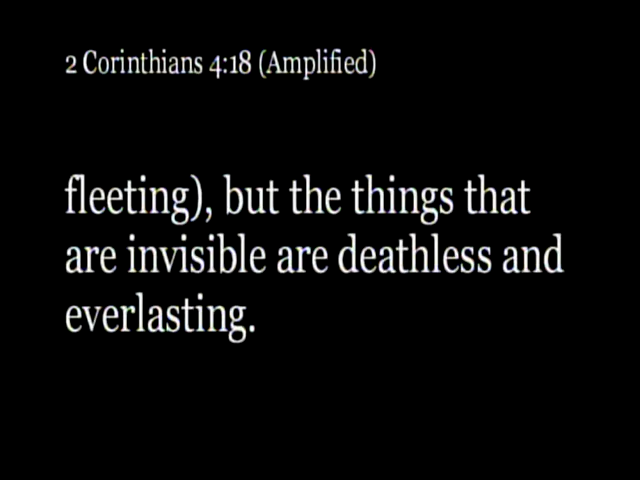 2 Corinthians 4:18 (Amplified)
fleeting), but the things that
are invisible are deathless and
everlasting.